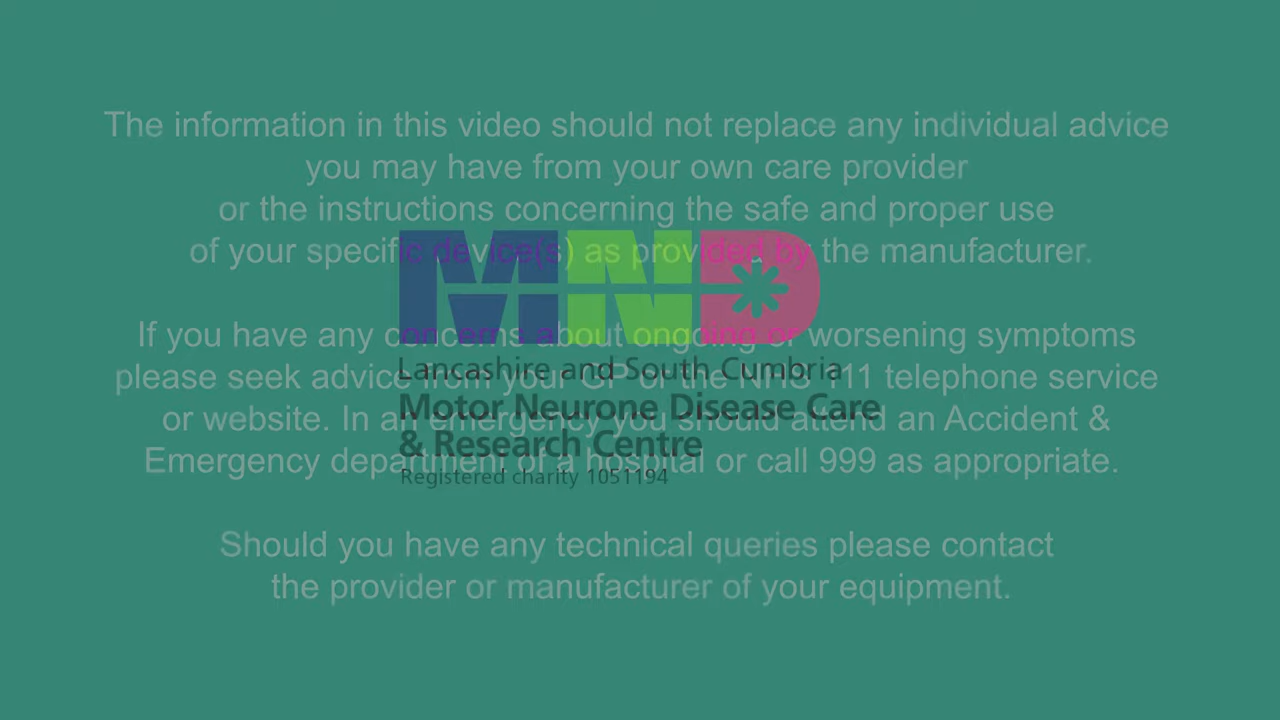 The information in this video should not replace any individual advice
you may have from your own care provider
or the instructions concerning the safe and proper use
of your specific device(s) as provided by the manufacturer.
If you have any concerns about ongoing or worsening symptoms
please seek advice from your GP or the NHS 111 telephone service
or website. In an emergency you should attend an Accident &
Emergency department of a hospital or call 999 as appropriate.
Should you have any technical queries please contact
the provider or manufacturer of your equipment.
MND
Lancashire and South Cumbria
Motor Neurone Disease Care
& Research Centre
Registered charity 1051194